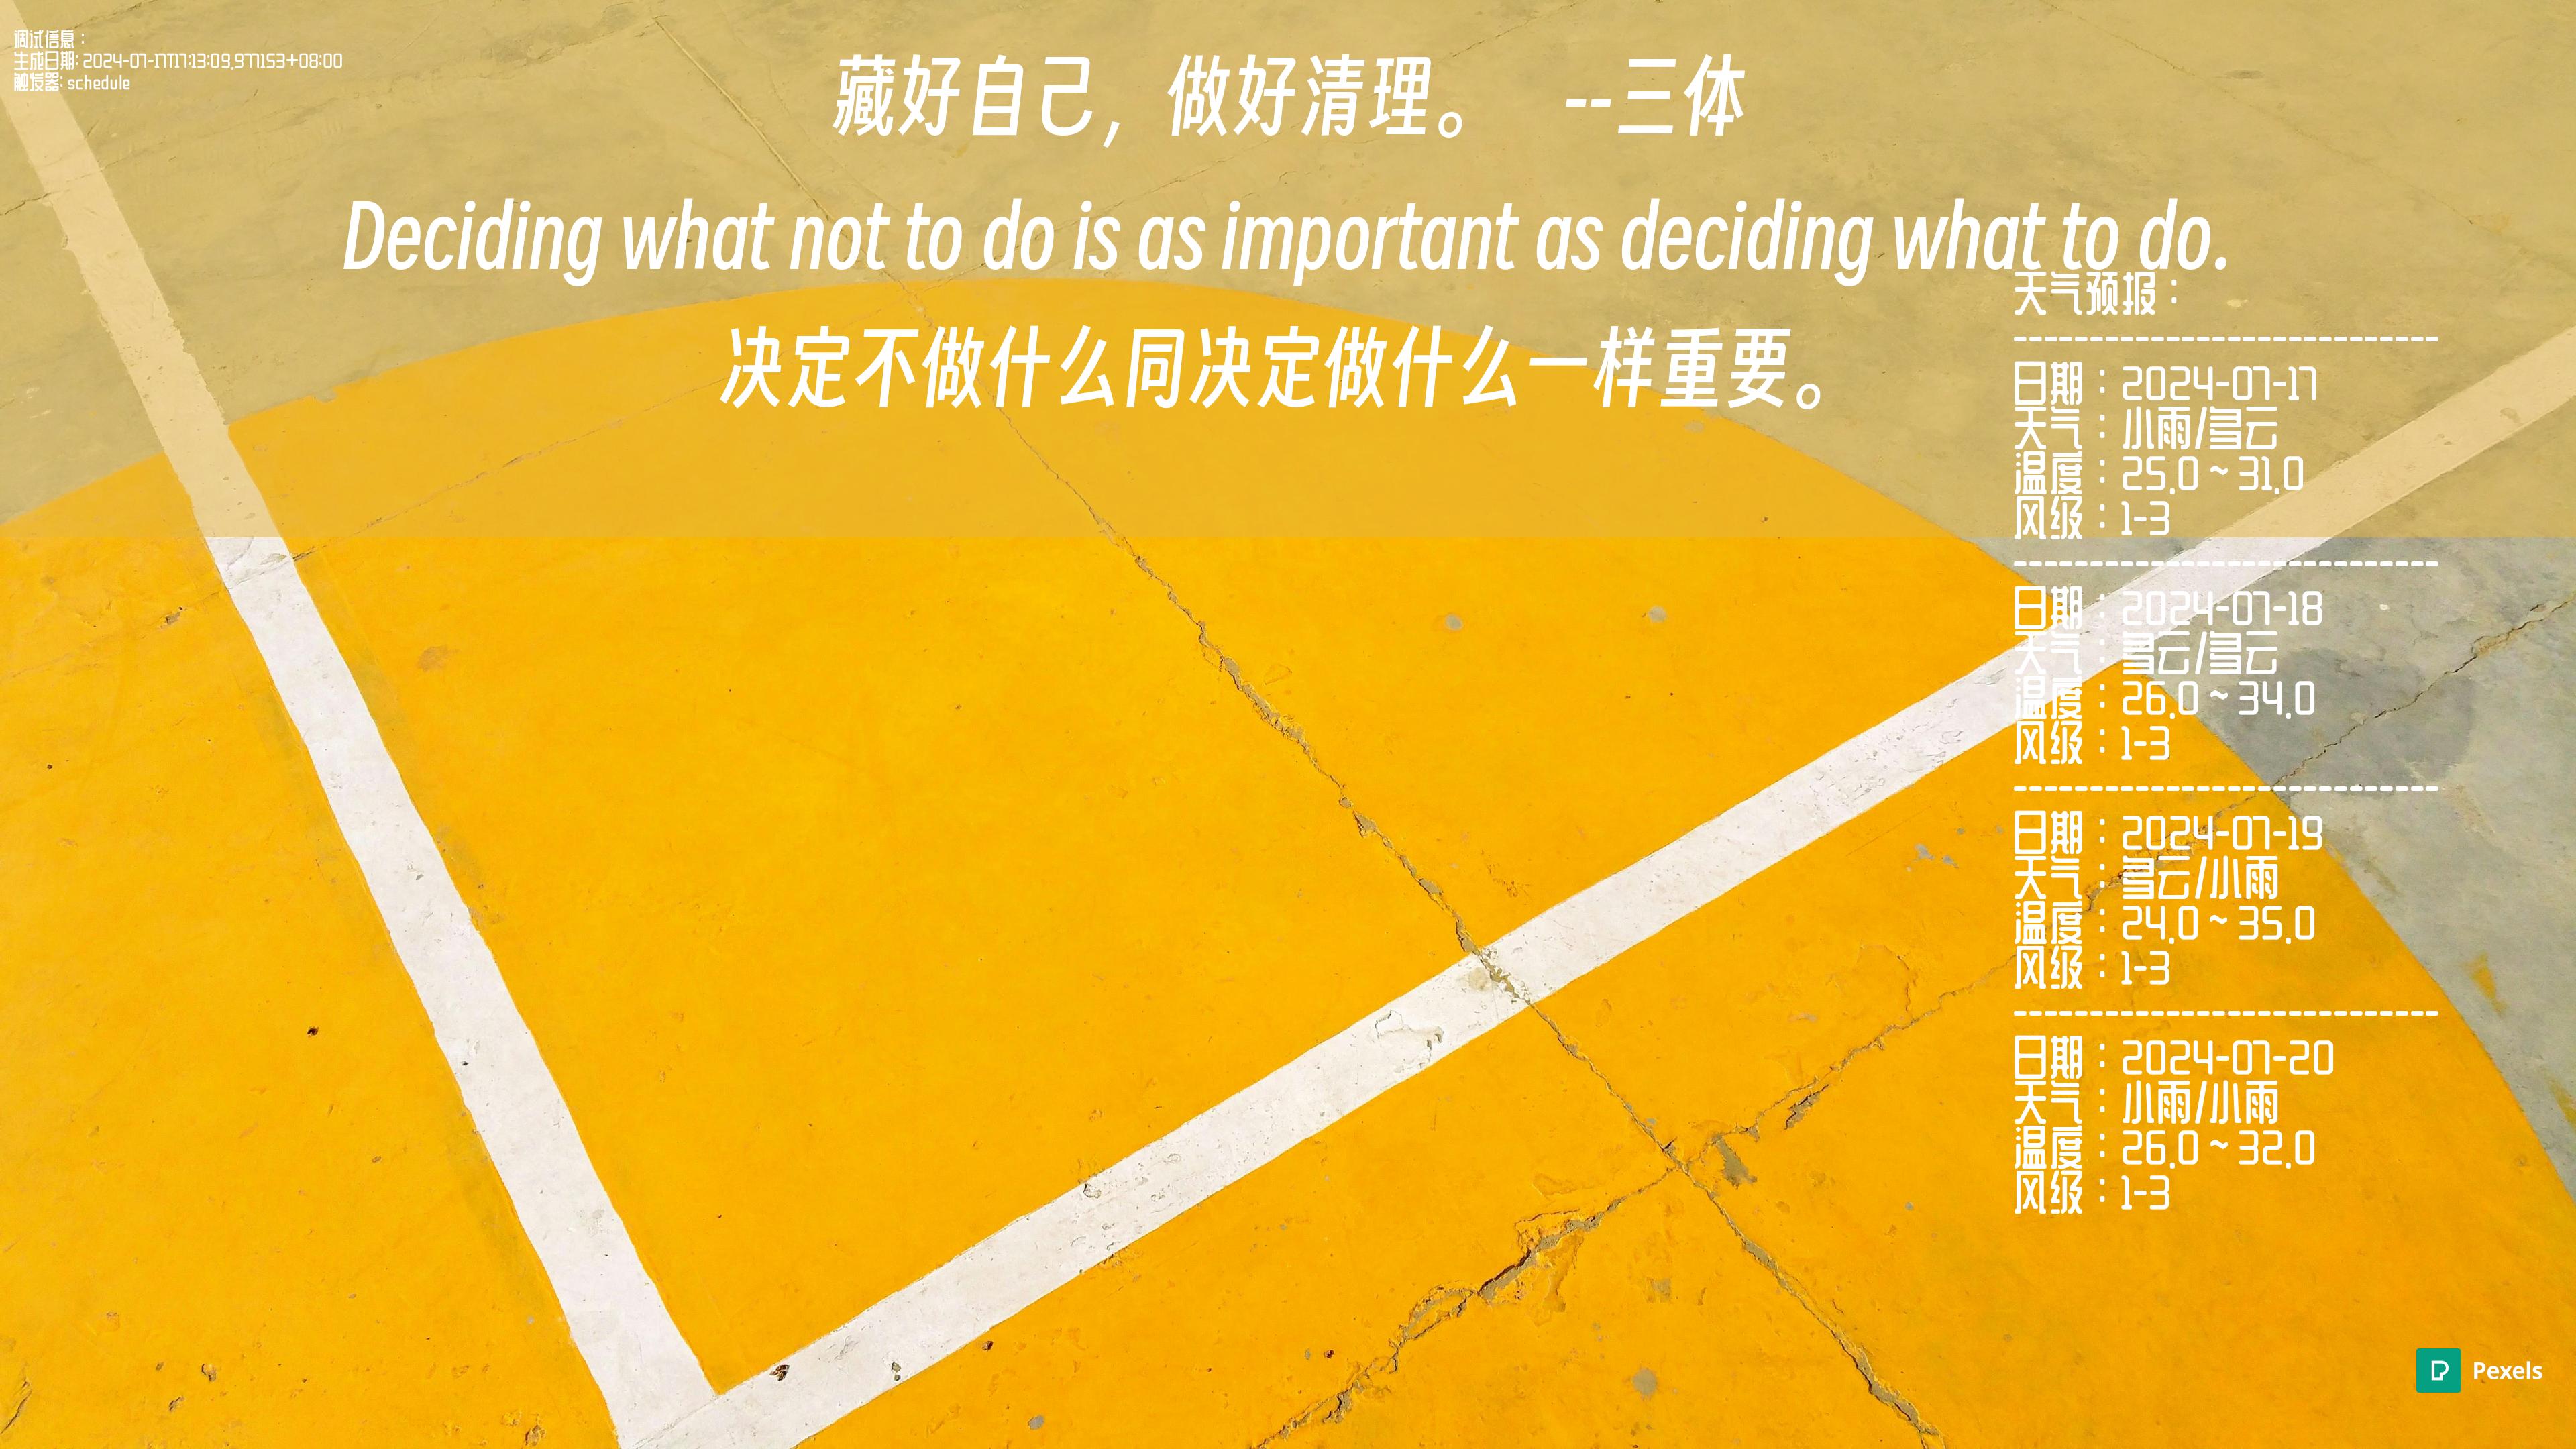 调试信息：
生成日期: 2024-07-17T17:13:09.977153+08:00
触发器: schedule
藏好自己，做好清理。 --三体
Deciding what not to do is as important as deciding what to do.
决定不做什么同决定做什么一样重要。
天气预报：
----------------------------
日期：2024-07-17
天气：小雨/多云
温度：25.0 ~ 31.0
风级：1-3
----------------------------
日期：2024-07-18
天气：多云/多云
温度：26.0 ~ 34.0
风级：1-3
----------------------------
日期：2024-07-19
天气：多云/小雨
温度：24.0 ~ 35.0
风级：1-3
----------------------------
日期：2024-07-20
天气：小雨/小雨
温度：26.0 ~ 32.0
风级：1-3
Pexels